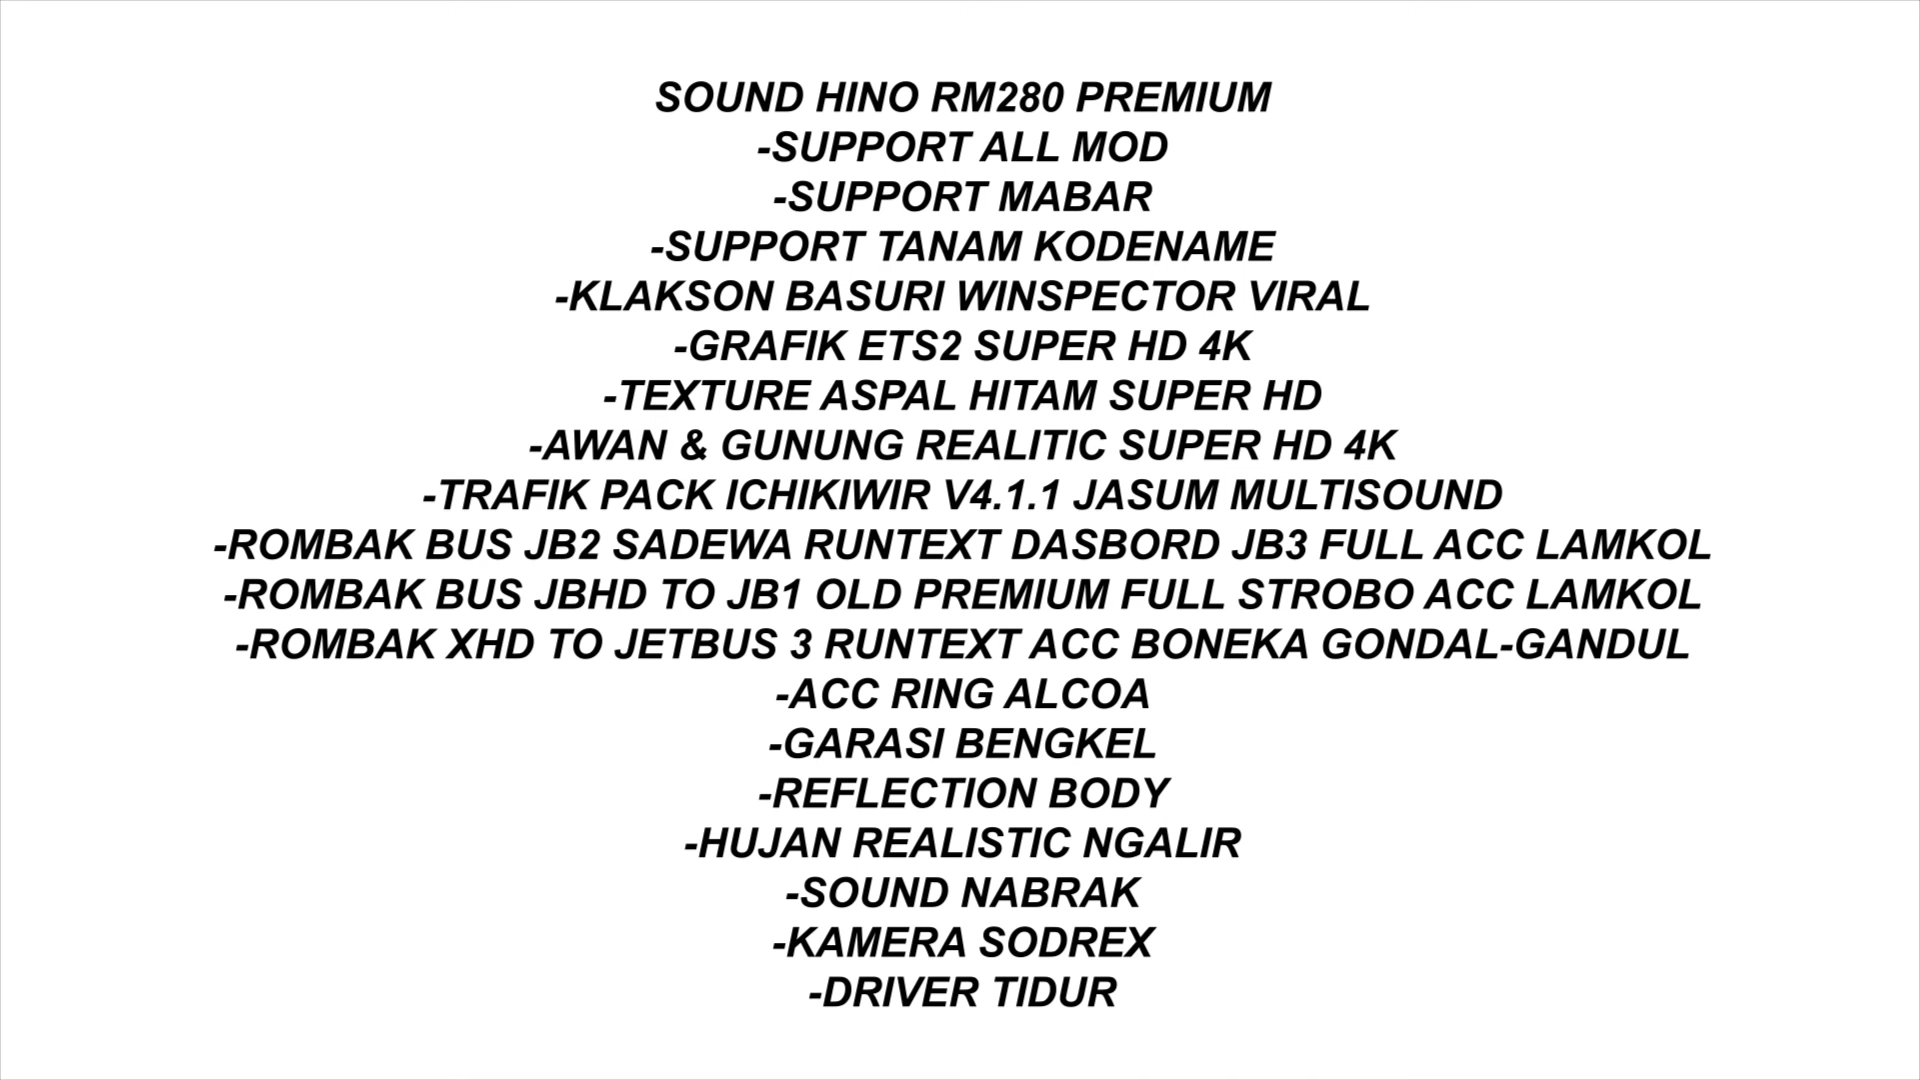 SOUND HINO RM280 PREMIUM
-SUPPORT ALL MOD
-SUPPORT MABAR
-SUPPORT TANAM KODENAME
-KLAKSON BASURI WINSPECTOR VIRAL
-GRAFIK ETS2 SUPER HD 4K
-TEXTURE ASPAL HITAM SUPER HD
-AWAN & GUNUNG REALITIC SUPER HD 4K
-TRAFIK PACK ICHIKIWIR V4.1.1 JASUM MULTISOUND
-ROMBAK BUS JB2 SADEWA RUNTEXT DASBORD JB3 FULL ACC LAMKOL
-ROMBAK BUS JBHD TO JB1 OLD PREMIUM FULL STROBO ACC LAMKOL
-ROMBAK XHD TO JETBUS 3 RUNTEXT ACC BONEKA GONDAL-GANDUL
-ACC RING ALCOA
-GARASI BENGKEL
-REFLECTION BODY
-HUJAN REALISTIC NGALIR
-SOUND NABRAK
-KAMERA SODREX
-DRIVER TIDUR